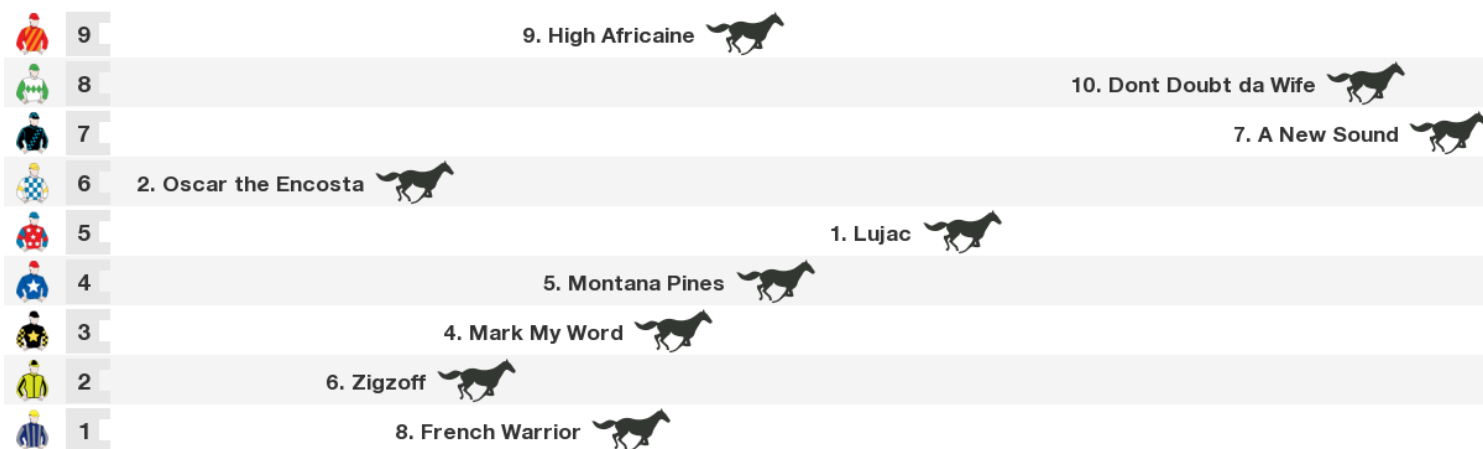 9 9. High Africaine
8 10. Dont Doubt da Wife
7 7. A New Sound
6 2. Oscar the Encosta
5 1. Lujac
4 5. Montana Pines
3 4. Mark My Word
2 6. Zigzoff
1 8. French Warrior